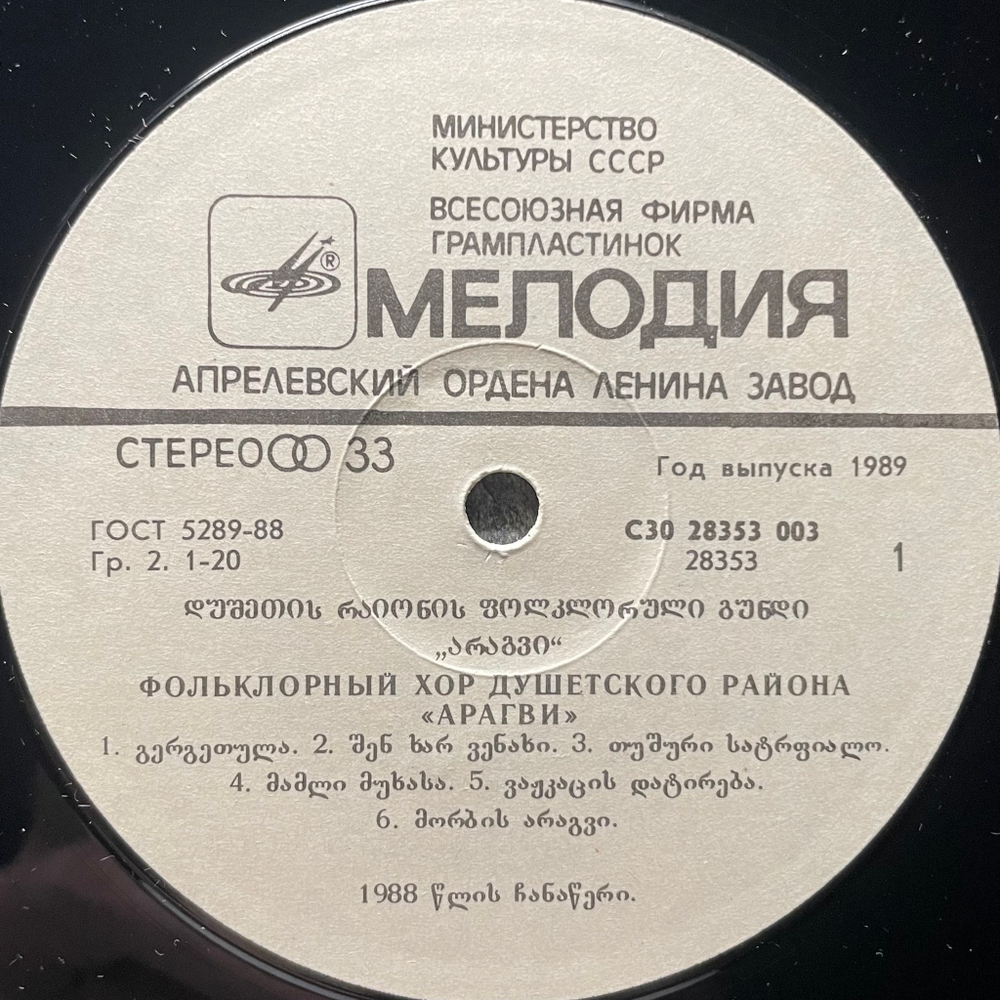 МИНИСТЕРСТВО
КУЛЬТУРЫ СССР
ВСЕСОЮЗНАЯ ФИРМА
ГРАМПЛАСТИНОК
®
МЕЛОДИЯ
АПРЕЛЕВСКИЙ ОРДЕНА ЛЕНИНА ЗАВОД
СТЕРЕО 33
Год выпуска 1989
ГОСТ 5289-88
Гр. 2. 1-20
С30 28353 003
28353
1
დუშეთის რაიონის ფოლკლორული გუნდი
„არაგვი“
ФОЛЬКЛОРНЫЙ ХОР ДУШЕТСКОГО РАЙОНА
«АРАГВИ»
1. გერგეთულა. 2. შენ ხარ ვენახი. 3. თუშური სატრფიალო.
4. მამლი მუხასა. 5. ვაჟკაცის დატირება.
6. მორბის არაგვი.
1988 წლის ჩანაწერი.